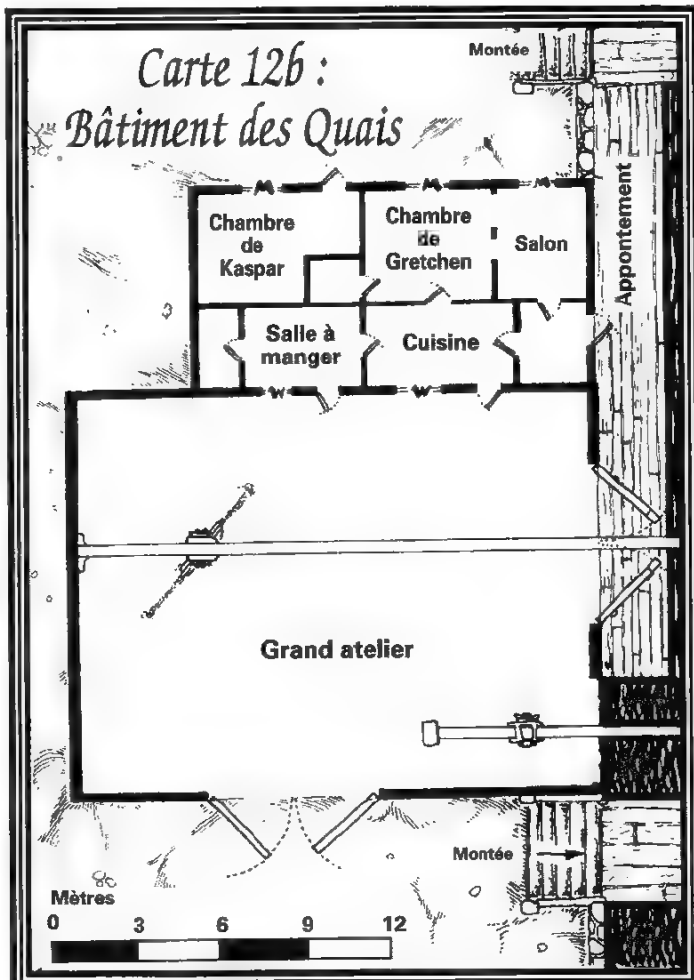 Carte 12b :
Bâtiment des Quais
Montée
Appontement
Chambre
de
Kaspar
Chambre
de
Gretchen
Salon
Salle à
manger
Cuisine
Grand atelier
Montée
Mètres
0 3 6 9 12